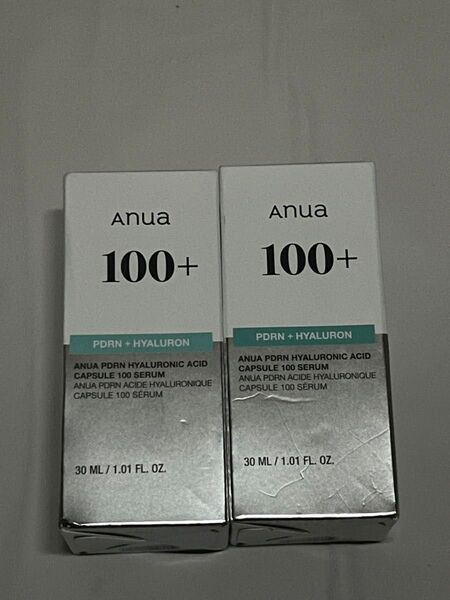 Anua
100+
PDRN + HYALURON
ANUA PDRN HYALURONIC ACID
CAPSULE 100 SERUM
ANUA PDRN ACIDE HYALURONIQUE
CAPSULE 100 SÉRUM
30 ML / 1.01 FL. OZ.
Anua
100+
PDRN + HYALURON
ANUA PDRN HYALURONIC ACID
CAPSULE 100 SERUM
ANUA PDRN ACIDE HYALURONIQUE
CAPSULE 100 SÉRUM
30 ML / 1.01 FL. OZ.